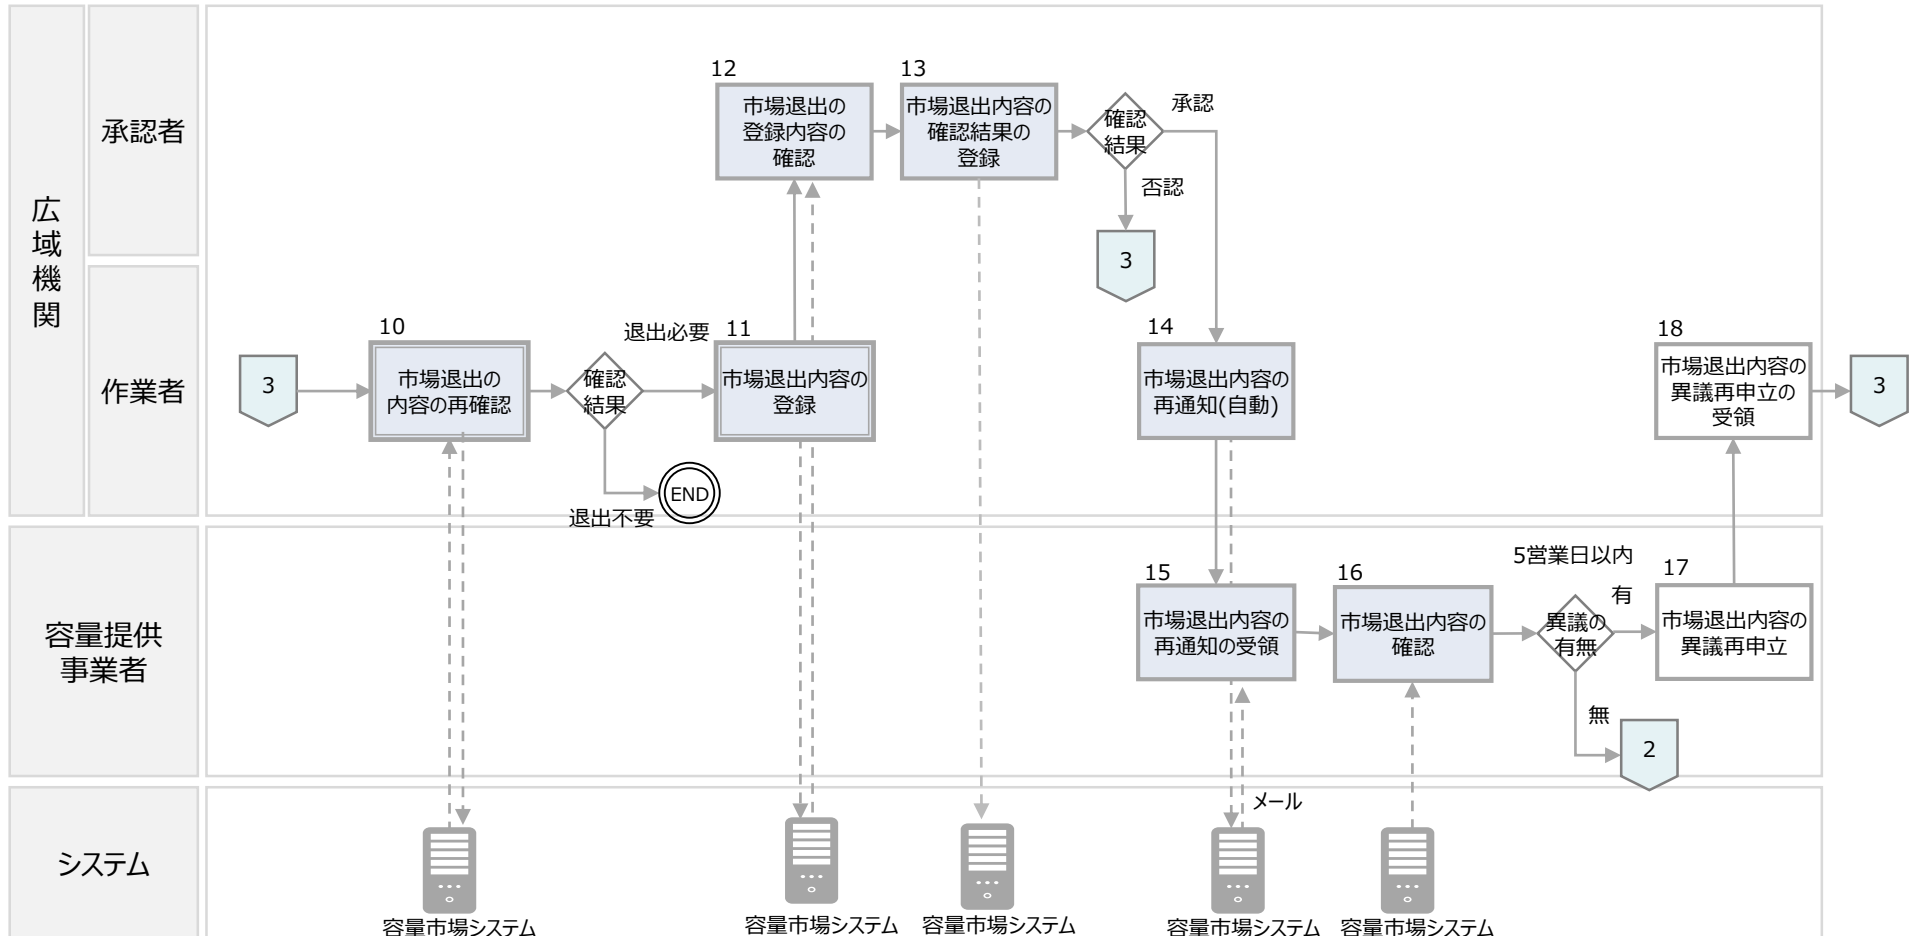 広
域
機
関
承認者
12
市場退出の
登録内容の
確認
13
市場退出内容の
確認結果の
登録
確認
結果
承認
否認
3
作業者
3
10
市場退出の
内容の再確認
確認
結果
退出必要
退出不要
END
11
市場退出内容の
登録
14
市場退出内容の
再通知(自動)
18
市場退出内容の
異議再申立の
受領
3
容量提供
事業者
15
市場退出内容の
再通知の受領
16
市場退出内容の
確認
5営業日以内
異議の
有無
有
無
2
17
市場退出内容の
異議再申立
システム
メール
容量市場システム
容量市場システム
容量市場システム
容量市場システム
容量市場システム